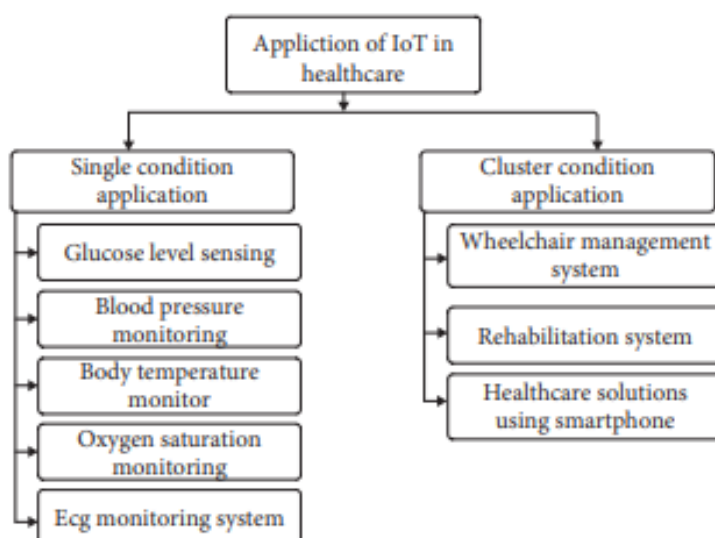 Appliction of IoT in
healthcare
Single condition
application
Glucose level sensing
Blood pressure
monitoring
Body temperature
monitor
Oxygen saturation
monitoring
Ecg monitoring system
Cluster condition
application
Wheelchair management
system
Rehabilitation system
Healthcare solutions
using smartphone